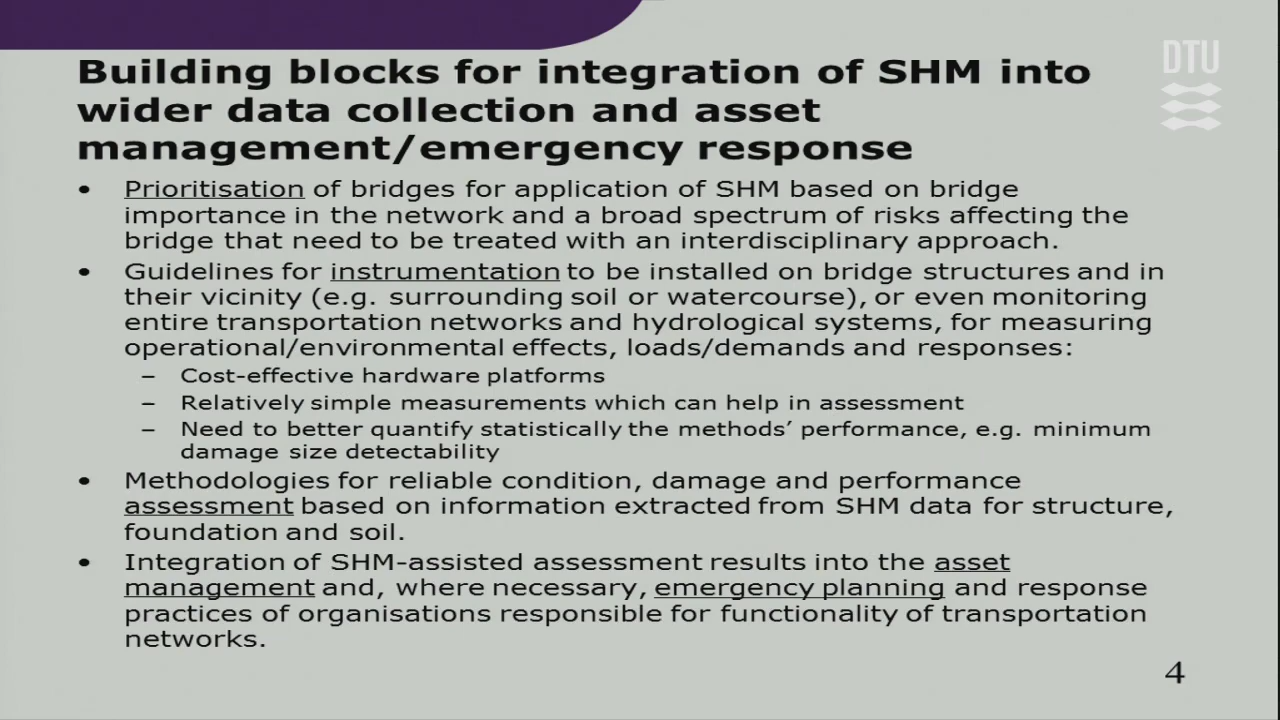 DTU
Building blocks for integration of SHM into
wider data collection and asset
management/emergency response
• Prioritisation of bridges for application of SHM based on bridge
importance in the network and a broad spectrum of risks affecting the
bridge that need to be treated with an interdisciplinary approach.
• Guidelines for instrumentation to be installed on bridge structures and in
their vicinity (e.g. surrounding soil or watercourse), or even monitoring
entire transportation networks and hydrological systems, for measuring
operational/environmental effects, loads/demands and responses:
– Cost-effective hardware platforms
– Relatively simple measurements which can help in assessment
– Need to better quantify statistically the methods’ performance, e.g. minimum
damage size detectability
• Methodologies for reliable condition, damage and performance
assessment based on information extracted from SHM data for structure,
foundation and soil.
• Integration of SHM-assisted assessment results into the asset
management and, where necessary, emergency planning and response
practices of organisations responsible for functionality of transportation
networks.
4